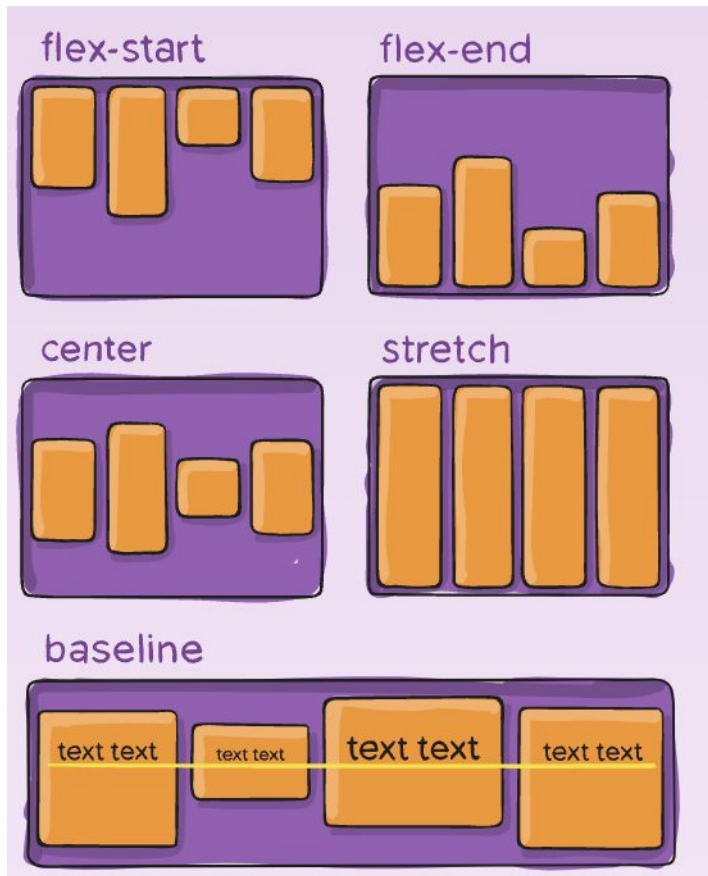 flex-start
flex-end
center
stretch
baseline
text text
text text
text text
text text